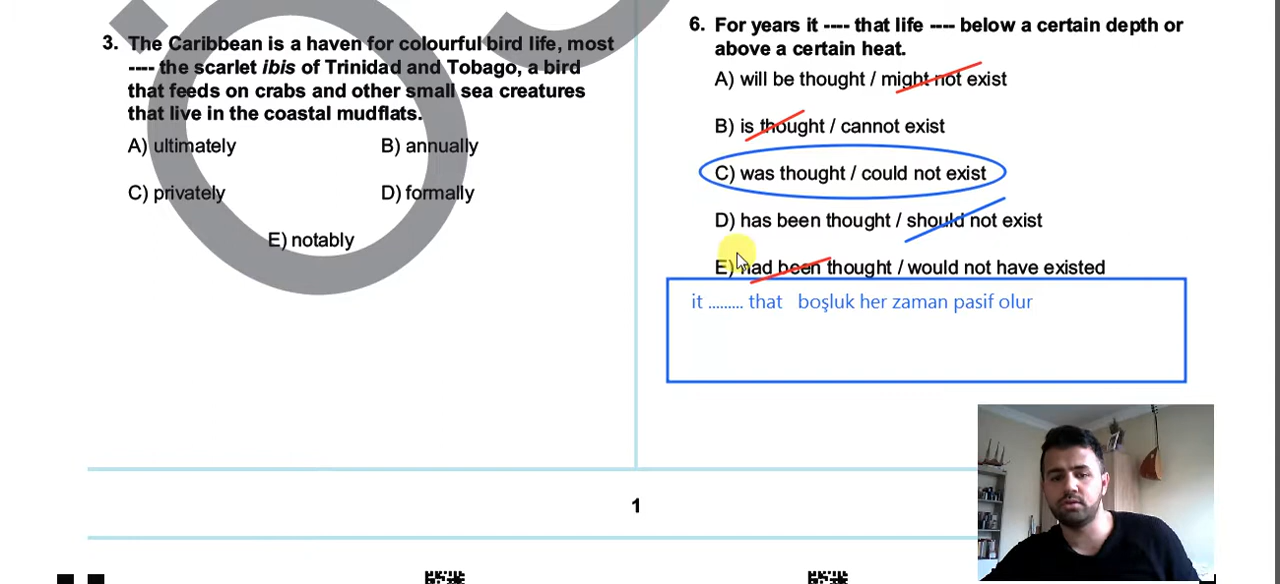 3. The Caribbean is a haven for colourful bird life, most
---- the scarlet ibis of Trinidad and Tobago, a bird
that feeds on crabs and other small sea creatures
that live in the coastal mudflats.
A) ultimately
B) annually
C) privately
D) formally
E) notably
6. For years it ---- that life ---- below a certain depth or
above a certain heat.
A) will be thought / might not exist
B) is thought / cannot exist
C) was thought / could not exist
D) has been thought / should not exist
E) had been thought / would not have existed
it ......... that boşluk her zaman pasif olur
1